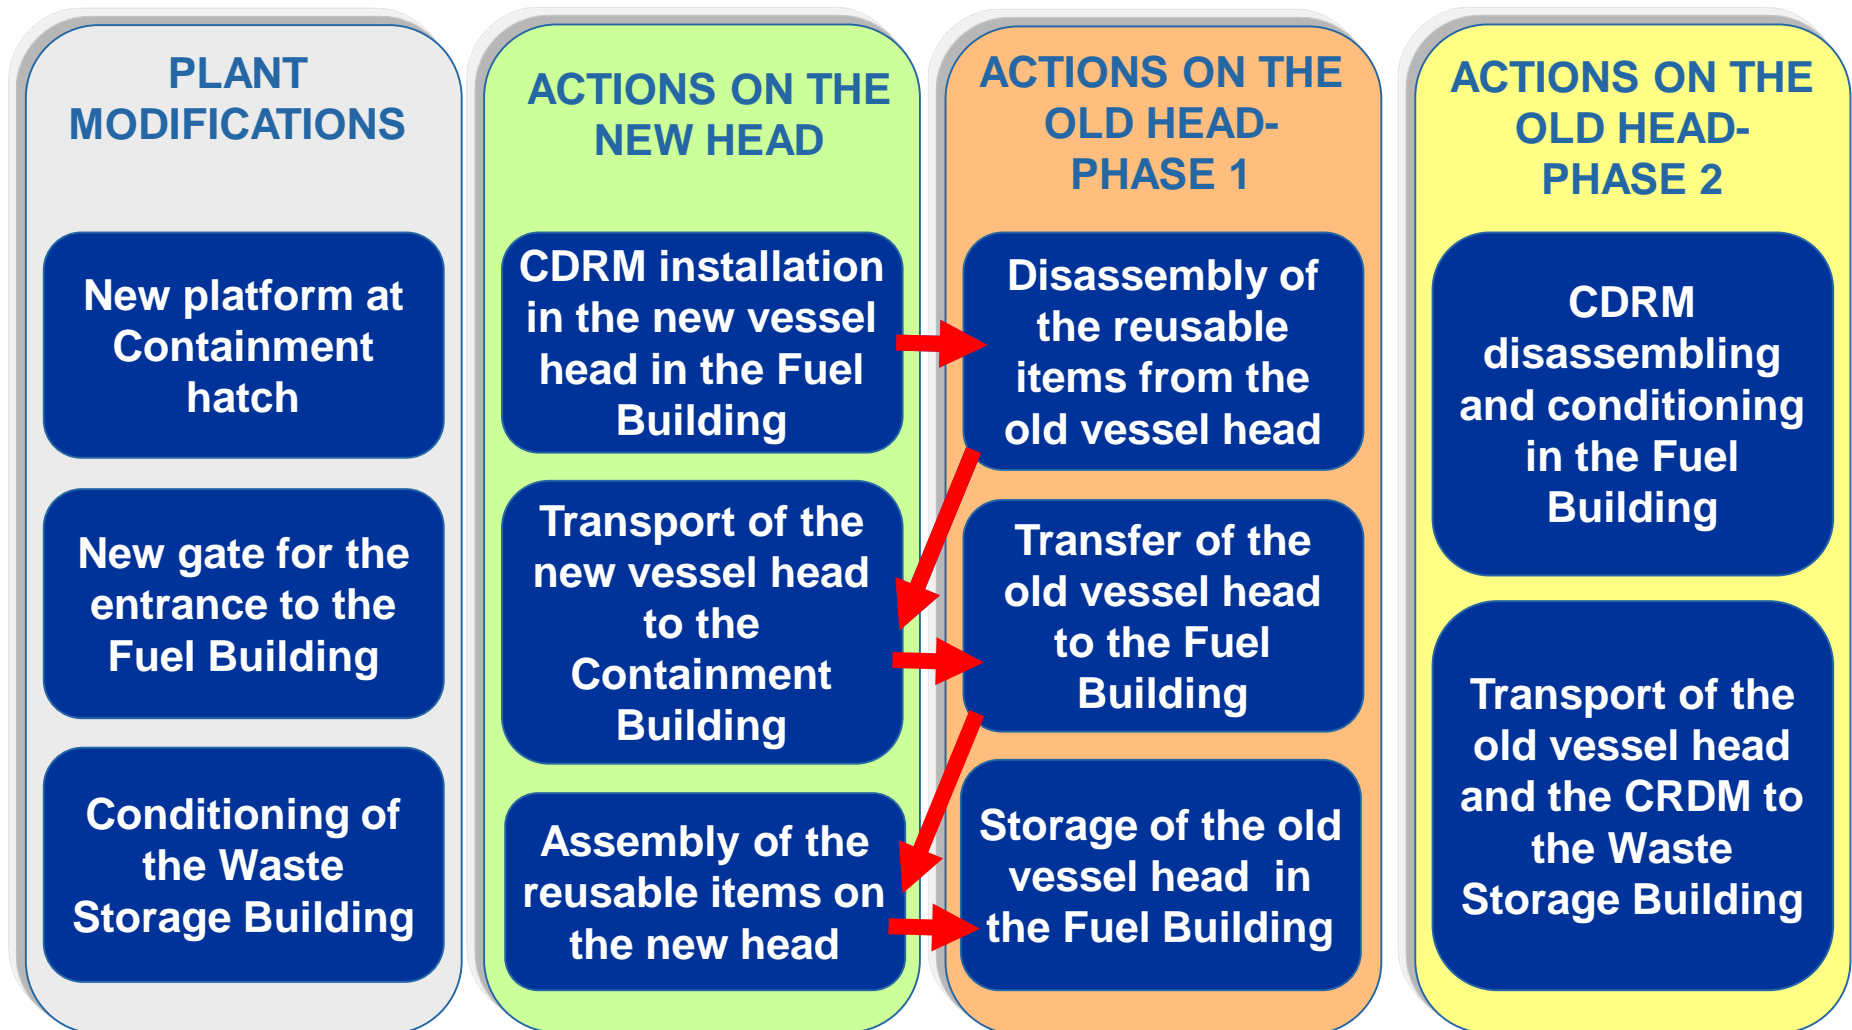 PLANT
MODIFICATIONS
New platform at
Containment
hatch
New gate for the
entrance to the
Fuel Building
Conditioning of
the Waste
Storage Building
ACTIONS ON THE
NEW HEAD
CDRM installation
in the new vessel
head in the Fuel
Building
Transport of the
new vessel head
to the
Containment
Building
Assembly of the
reusable items on
the new head
ACTIONS ON THE
OLD HEAD-
PHASE 1
Disassembly of
the reusable
items from the
old vessel head
Transfer of the
old vessel head
to the Fuel
Building
Storage of the old
vessel head in
the Fuel Building
ACTIONS ON THE
OLD HEAD-
PHASE 2
CDRM
disassembling
and conditioning
in the Fuel
Building
Transport of the
old vessel head
and the CRDM to
the Waste
Storage Building